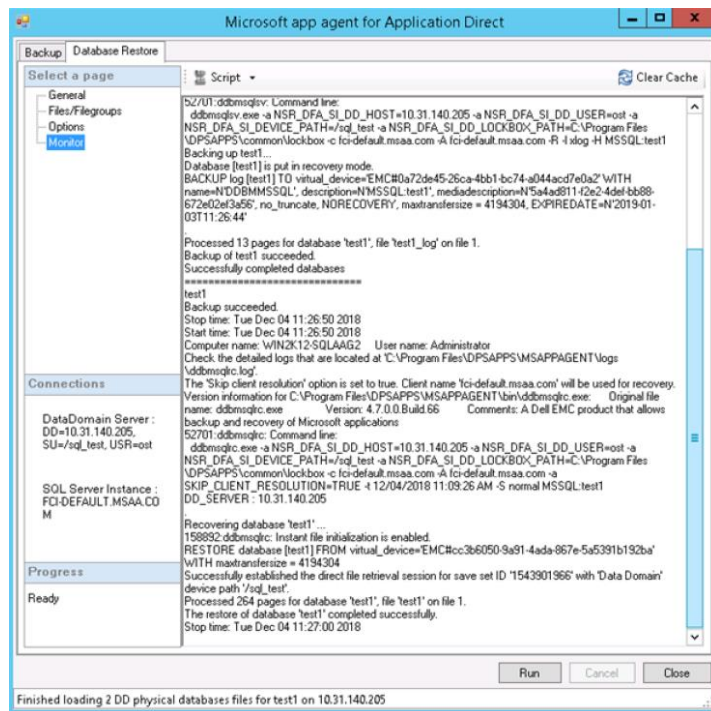 Microsoft app agent for Application Direct
Backup
Database Restore
Select a page
General
Files/Filegroups
Options
Monitor
Script
Clear Cache
52701:ddbmsqlsv: Command line:
ddbmsqlsv.exe -a NSR_DFA_SI_DD_HOST=10.31.140.205 -a NSR_DFA_SI_DD_USER=ost -a
NSR_DFA_SI_DEVICE_PATH=/sql_test -a NSR_DFA_SI_DD_LOCKBOX_PATH=C:\Program Files
\DPSAPPS\common\lockbox -c fci-default.msaa.com -A fci-default.msaa.com -R -l xlog -H MSSQL:test1
Backing up test1...
Database [test1] is put in recovery mode.
BACKUP log [test1] TO virtual_device='EMC#0a72de45-26ca-4bb1-bc74-a044acd7e0a2' WITH
name=N'DDBMMSSQL', description=N'MSSQL:test1', mediadescription=N'5a4ad811-f2e2-4def-bb88-
672e02ef3a56', no_truncate, NORECOVERY, maxtransfersize = 4194304, EXPIREDATE=N'2019-01-
03T11:26:44'
.
Processed 13 pages for database 'test1', file 'test1_log' on file 1.
Backup of test1 succeeded.
Successfully completed databases
==============================
test1
Backup succeeded.
Stop time: Tue Dec 04 11:26:50 2018
Start time: Tue Dec 04 11:26:50 2018
Computer name: WIN2K12-SQLAAG2 User name: Administrator
Check the detailed logs that are located at 'C:\Program Files\DPSAPPS\MSAPPAGENT\logs
\ddbmsqlrc.log'.
The 'Skip client resolution' option is set to true. Client name 'fci-default.msaa.com' will be used for recovery.
Version information for C:\Program Files\DPSAPPS\MSAPPAGENT\bin\ddbmsqlrc.exe: Original file
name: ddbmsqlrc.exe Version: 4.7.0.0.Build.66 Comments: A Dell EMC product that allows
backup and recovery of Microsoft applications
52701:ddbmsqlrc: Command line:
ddbmsqlrc.exe -a NSR_DFA_SI_DD_HOST=10.31.140.205 -a NSR_DFA_SI_DD_USER=ost -a
NSR_DFA_SI_DEVICE_PATH=/sql_test -a NSR_DFA_SI_DD_LOCKBOX_PATH=C:\Program Files
\DPSAPPS\common\lockbox -c fci-default.msaa.com -A fci-default.msaa.com -a
SKIP_CLIENT_RESOLUTION=TRUE -t 12/04/2018 11:09:26 AM -S normal MSSQL:test1
DD_SERVER : 10.31.140.205
.
Recovering database 'test1' ...
158892:ddbmsqlrc: Instant file initialization is enabled.
RESTORE database [test1] FROM virtual_device='EMC#cc3b6050-9a91-4ada-867e-5a5391b192ba'
WITH maxtransfersize = 4194304
Successfully established the direct file retrieval session for save set ID '1543901966' with 'Data Domain'
device path '/sql_test'.
Processed 264 pages for database 'test1', file 'test1' on file 1.
The restore of database 'test1' completed successfully.
Stop time: Tue Dec 04 11:27:00 2018
Connections
DataDomain Server :
DD=10.31.140.205,
SU=/sql_test, USR=ost
SQL Server Instance :
FCI-DEFAULT.MSAA.CO
M
Progress
Ready
Run
Cancel
Close
Finished loading 2 DD physical databases files for test1 on 10.31.140.205